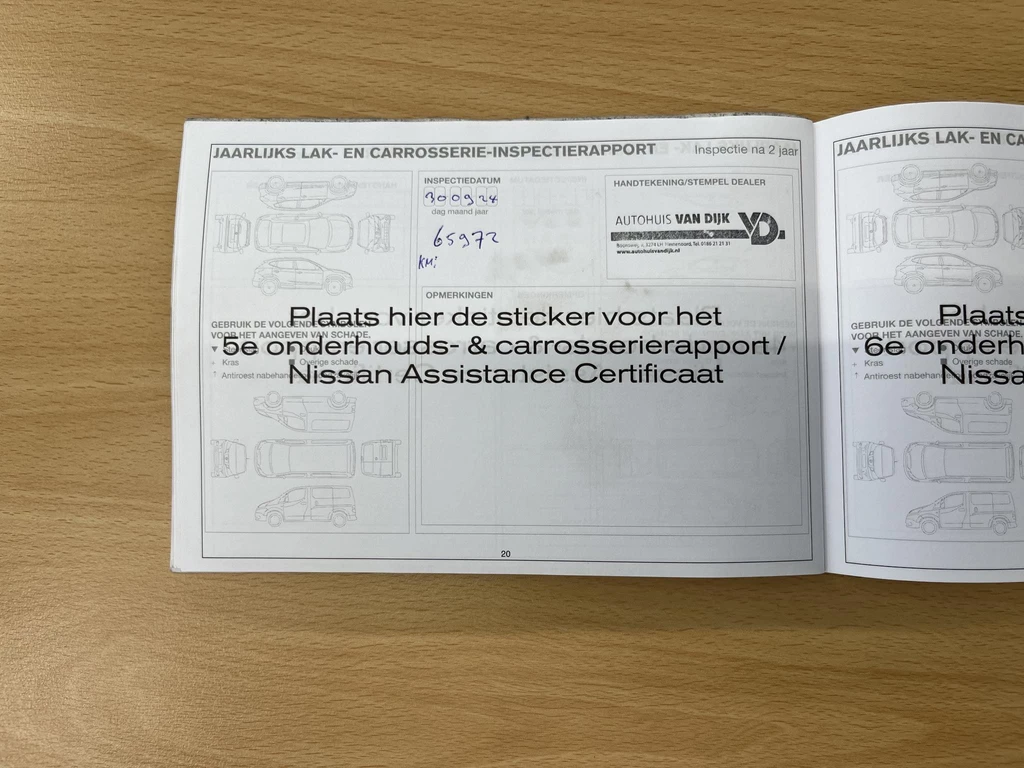 JAARLIJKS LAK- EN CARROSSERIE-INSPECTIERAPPORT Inspectie na 2 jaar
INSPECTIEDATUM
300924
dag maand jaar
65972
KM:
HANDTEKENING/STEMPEL DEALER
AUTOHUIS VAN DIJK VD.
www.autohuisvandijk.nl
OPMERKINGEN
Plaats hier de sticker voor het
5e onderhouds- & carrosserierapport /
Nissan Assistance Certificaat
GEBRUIK DE VOLGENDE SYMBOLEN
VOOR HET AANGEVEN VAN SCHADE.
+ Kras Overige schade
↑ Antiroest nabehan
20
JAARLIJKS LAK- EN CA
Plaats
6e onderh
Nissa
GEBRUIK DE VOLGENDE
VOOR HET AANGEVEN VAN SCHADE.
+ Kras Overige schade
↑ Antiroest nabehan